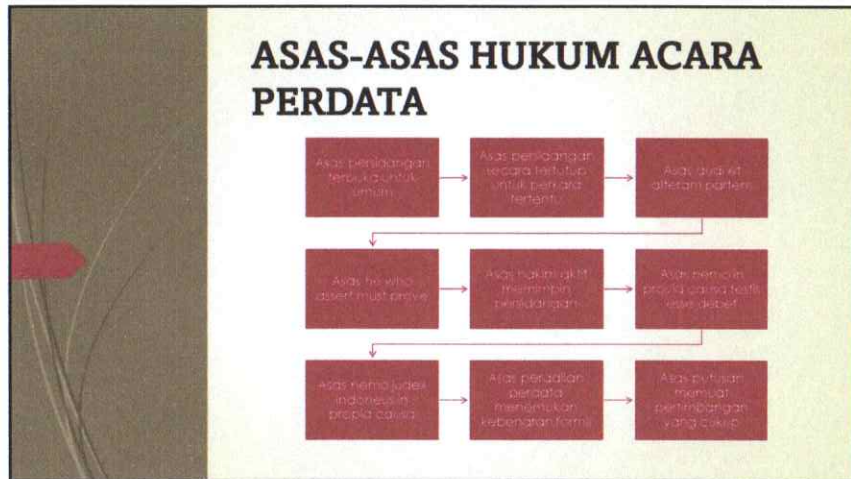 ASAS-ASAS HUKUM ACARA
PERDATA
Asas persidangan
terbuka untuk
umum
Asas persidangan
secara tertutup
untuk perkara
tertentu
Asas audi et
alteram partem
Asas he who
assert must prove
Asas hakim aktif
memimpin
persidangan
Asas nemo in
propia causa testis
esse debet
Asas nemo judex
indoneus in
propia causa
Asas peradilan
perdata
menemukan
kebenaran formil
Asas putusan
memuat
pertimbangan
yang cukup